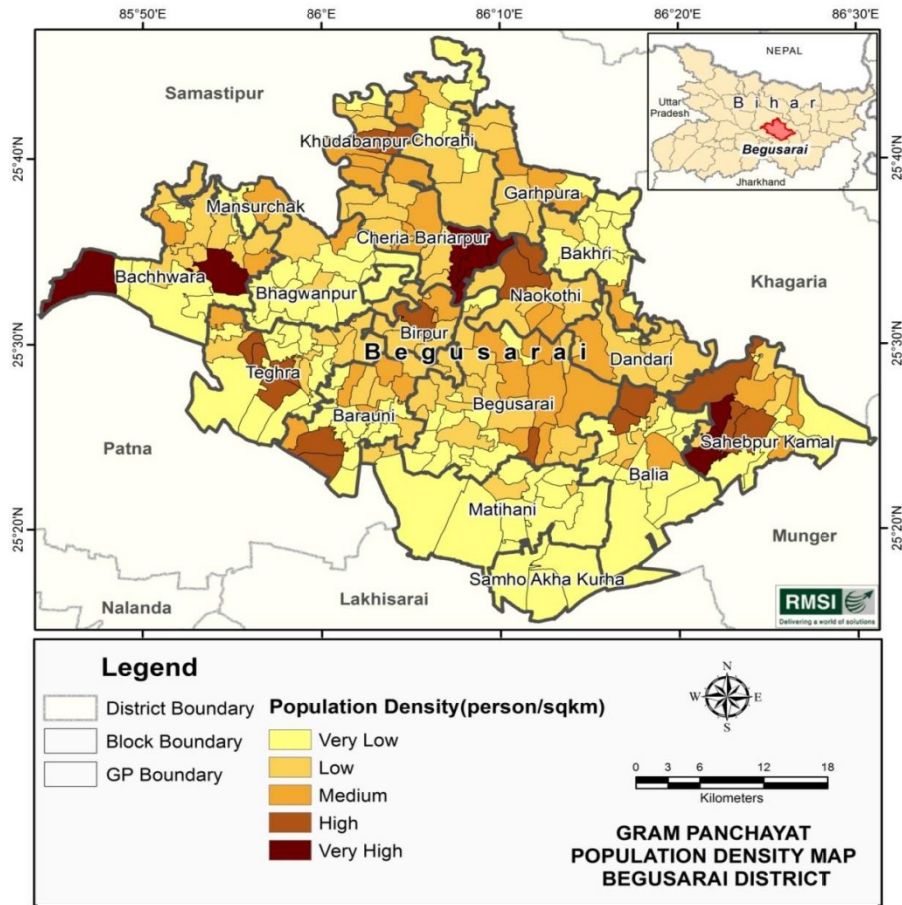 85°50'E 86°E 86°10'E 86°20'E 86°30'E
NEPAL
Samastipur
Uttar
Pradesh
Bihar
25°40'N
Khudabanpur Chorahi
Begusarai
25°40'N
Jharkhand
Garhpura
Mansurchak
Cheria Bariarpur
Bakhri
Bachhwara
Khagaria
Bhagwanpur
Naokothi
25°30'N
Birpur
25°30'N
Begusarai
Dandari
Teghra
Barauni
Begusarai
Sahebpur Kamal
Patna
Balia
Matihani
25°20'N
25°20'N
Munger
Samho Akha Kurha
Lakhisarai
Nalanda
RMSI
Delivering a world of solutions
Legend
District Boundary
Block Boundary
GP Boundary
Population Density(person/sqkm)
Very Low
Low
Medium
High
Very High
N
W E
S
0 3 6 12 18
Kilometers
GRAM PANCHAYAT
POPULATION DENSITY MAP
BEGUSARAI DISTRICT